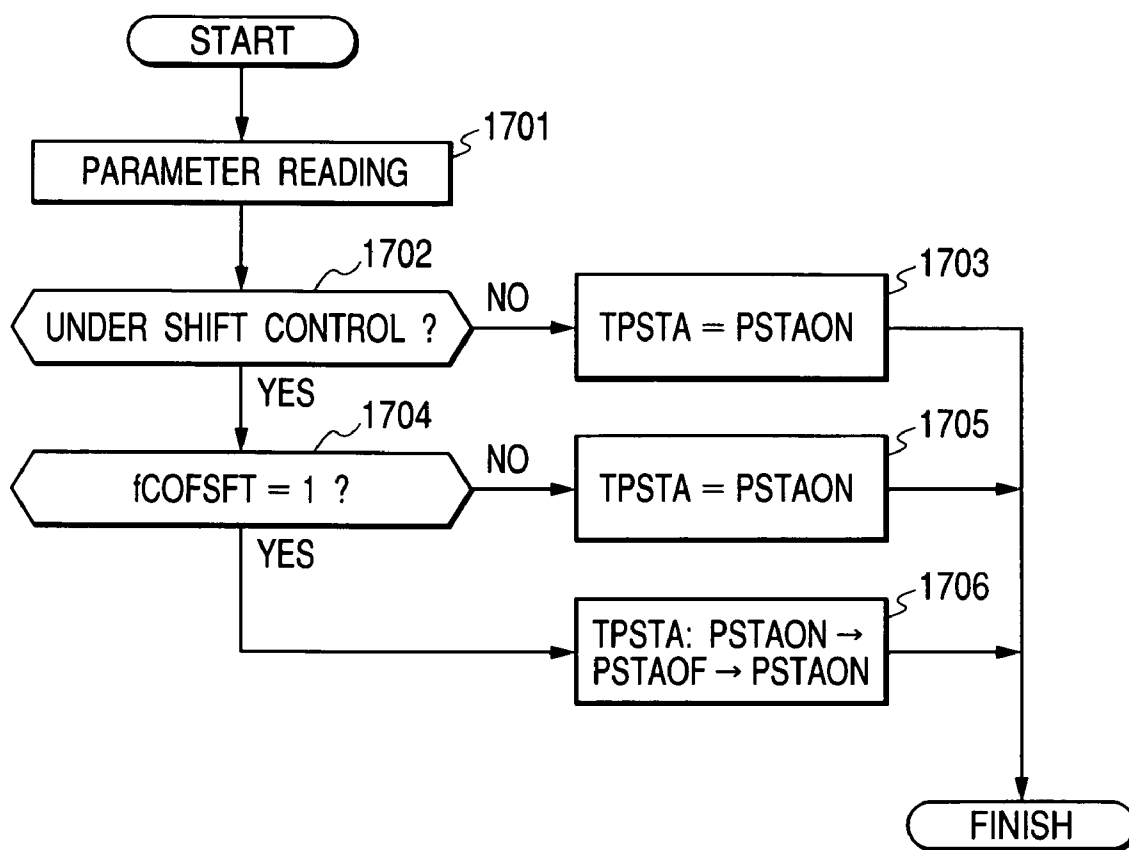 START
1701
PARAMETER READING
1702
UNDER SHIFT CONTROL ?
NO
1703
TPSTA = PSTAON
YES
1704
fCOFSFT = 1 ?
NO
1705
TPSTA = PSTAON
YES
1706
TPSTA: PSTAON →
PSTAOF → PSTAON
FINISH